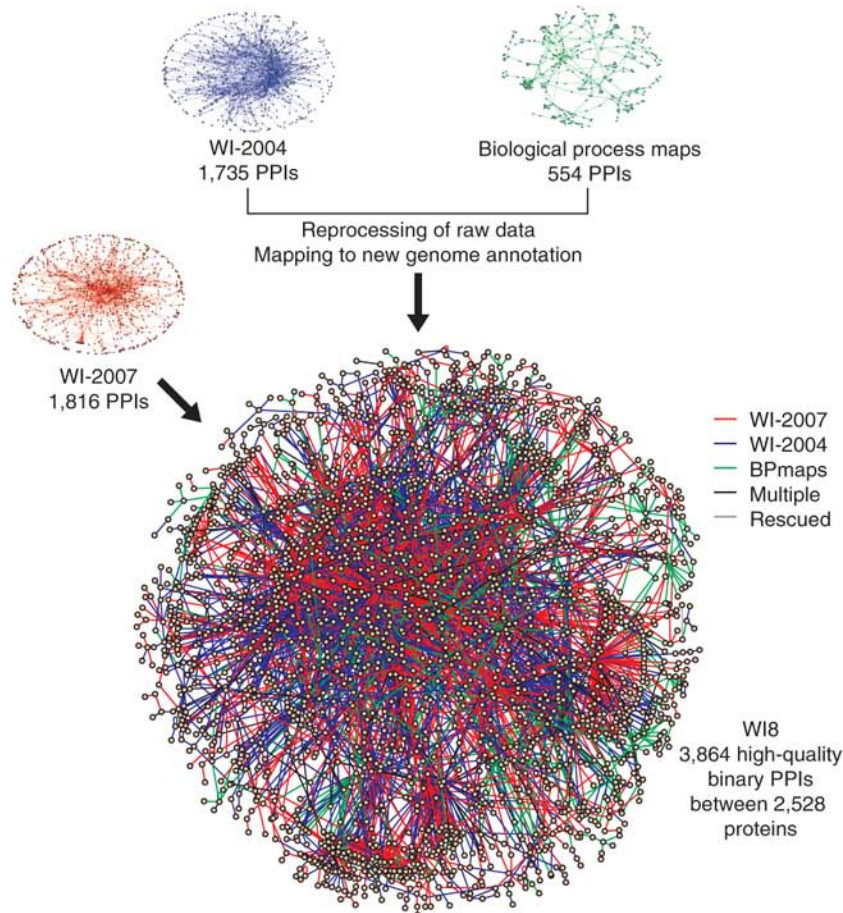 WI-2004
1,735 PPIs
Biological process maps
554 PPIs
Reprocessing of raw data
Mapping to new genome annotation
WI-2007
1,816 PPIs
WI-2007
WI-2004
BPmaps
Multiple
Rescued
WI8
3,864 high-quality
binary PPIs
between 2,528
proteins